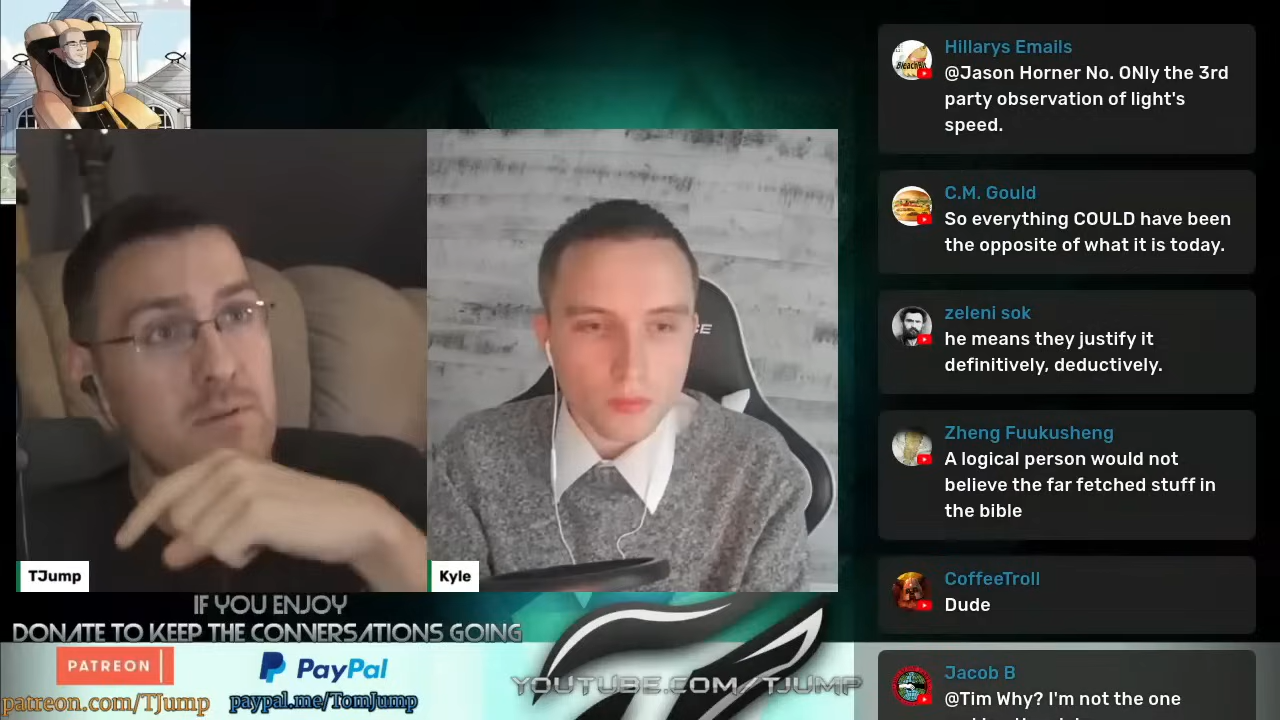 Hillarys Emails
@Jason Horner No. ONly the 3rd
party observation of light's
speed.
C.M. Gould
So everything COULD have been
the opposite of what it is today.
zeleni sok
he means they justify it
definitively, deductively.
Zheng Fuukusheng
A logical person would not
believe the far fetched stuff in
the bible
CoffeeTroll
Dude
Jacob B
@Tim Why? I'm not the one
TJump
Kyle
IF YOU ENJOY
DONATE TO KEEP THE CONVERSATIONS GOING
PATREON
PayPal
patreon.com/TJump
paypal.me/TomJump
YOUTUBE.COM/TJUMP